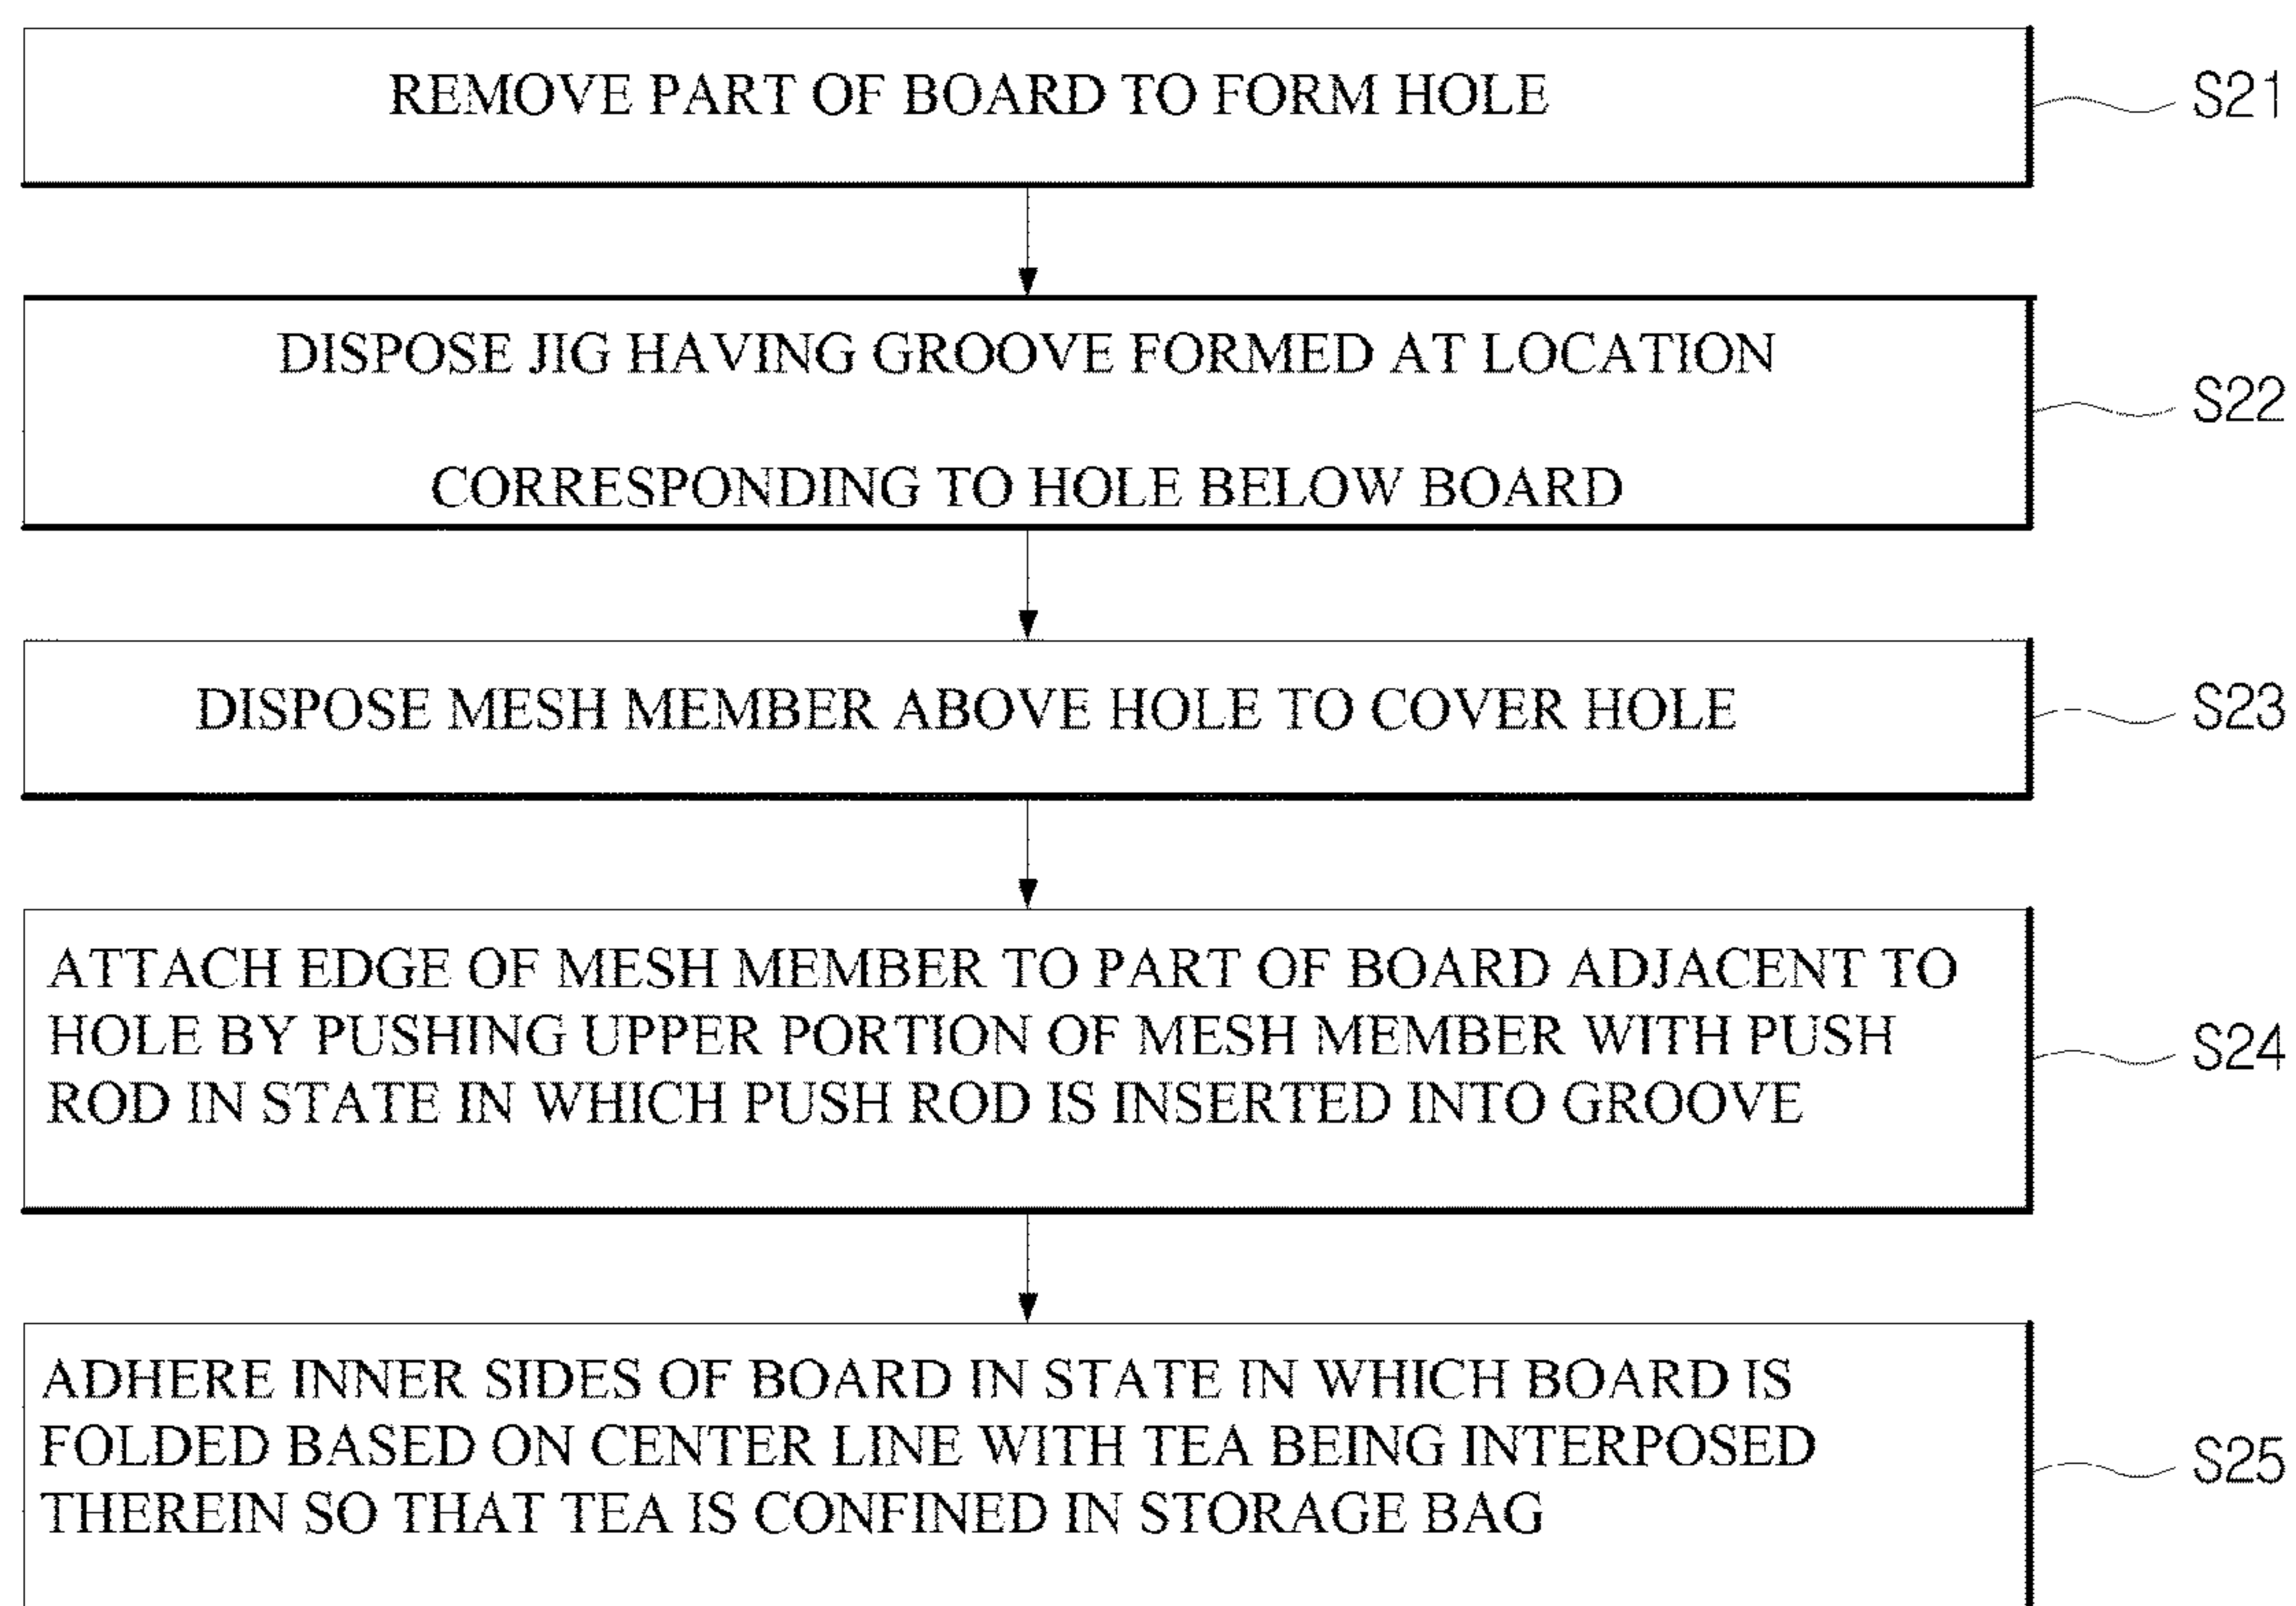 REMOVE PART OF BOARD TO FORM HOLE
S21
DISPOSE JIG HAVING GROOVE FORMED AT LOCATION
CORRESPONDING TO HOLE BELOW BOARD
S22
DISPOSE MESH MEMBER ABOVE HOLE TO COVER HOLE
S23
ATTACH EDGE OF MESH MEMBER TO PART OF BOARD ADJACENT TO
HOLE BY PUSHING UPPER PORTION OF MESH MEMBER WITH PUSH
ROD IN STATE IN WHICH PUSH ROD IS INSERTED INTO GROOVE
S24
ADHERE INNER SIDES OF BOARD IN STATE IN WHICH BOARD IS
FOLDED BASED ON CENTER LINE WITH TEA BEING INTERPOSED
THEREIN SO THAT TEA IS CONFINED IN STORAGE BAG
S25